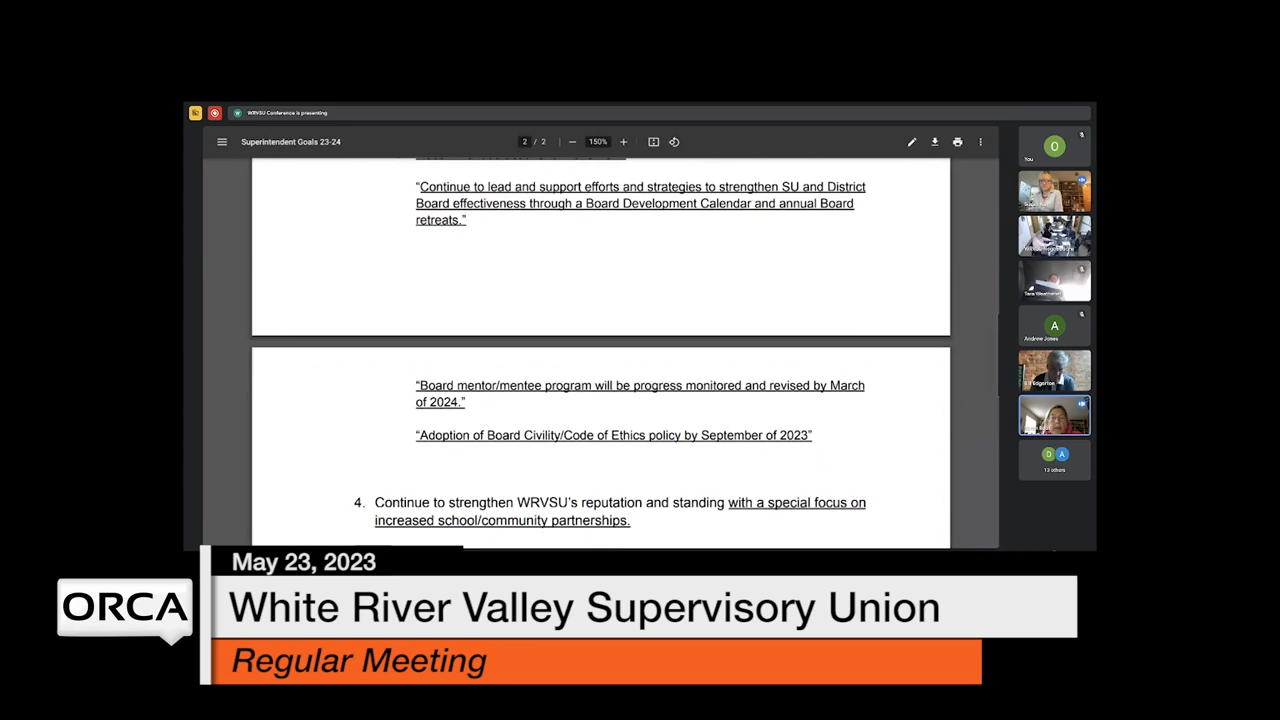 WRVSU Conference is presenting
Superintendent Goals 23-24
2 / 2
150%
You
"Continue to lead and support efforts and strategies to strengthen SU and District
Board effectiveness through a Board Development Calendar and annual Board
retreats."
"Board mentor/mentee program will be progress monitored and revised by March
of 2024."
"Adoption of Board Civility/Code of Ethics policy by September of 2023"
4. Continue to strengthen WRVSU's reputation and standing with a special focus on
increased school/community partnerships.
O
A
Andrew Jones
Bill Edgerton
D
A
13 others
May 23, 2023
ORCA
White River Valley Supervisory Union
Regular Meeting